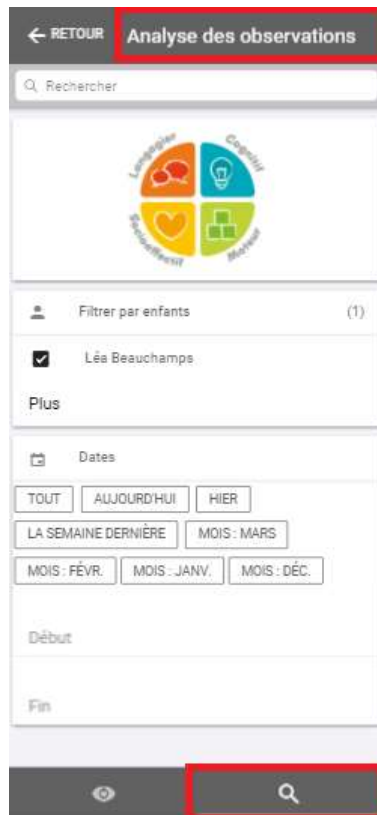 RETOUR Analyse des observations
Rechercher
Langagier Cognitif
Socioaffectif Moteur
Filtrer par enfants (1)
Léa Beauchamps
Plus
Dates
TOUT AUJOURD'HUI HIER
LA SEMAINE DERNIÈRE MOIS : MARS
MOIS : FÉVR. MOIS : JANV. MOIS : DÉC.
Début
Fin